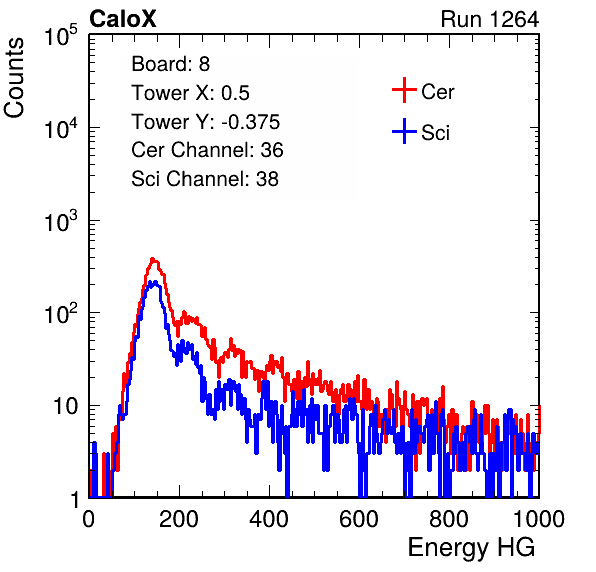 CaloX Run 1264
Counts
10^5
10^4
10^3
10^2
10
1
Board: 8
Tower X: 0.5
Tower Y: -0.375
Cer Channel: 36
Sci Channel: 38
Cer
Sci
0 200 400 600 800 1000
Energy HG